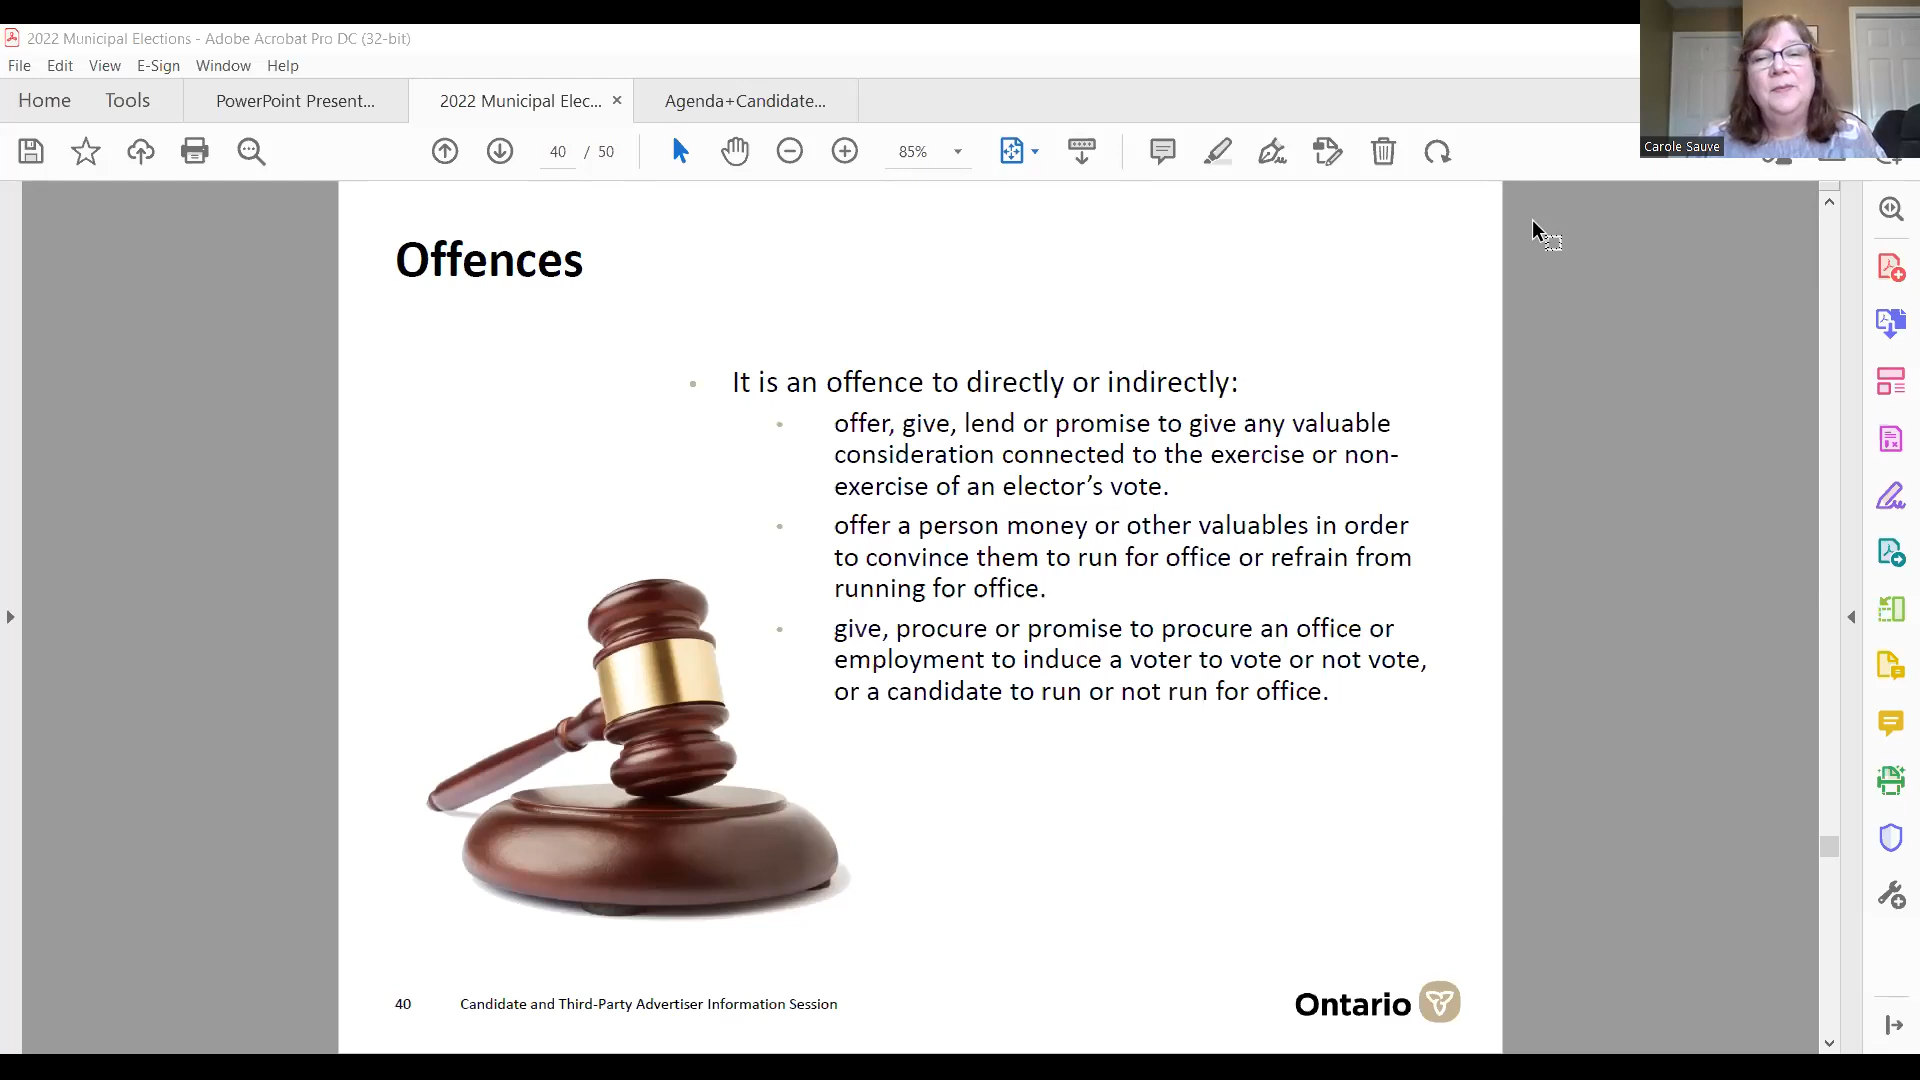 2022 Municipal Elections - Adobe Acrobat Pro DC (32-bit)
File Edit View E-Sign Window Help
Home Tools PowerPoint Present... 2022 Municipal Elec... × Agenda+Candidate...
40 / 50 85%
Carole Sauve
Offences
• It is an offence to directly or indirectly:
• offer, give, lend or promise to give any valuable
consideration connected to the exercise or non-
exercise of an elector’s vote.
• offer a person money or other valuables in order
to convince them to run for office or refrain from
running for office.
• give, procure or promise to procure an office or
employment to induce a voter to vote or not vote,
or a candidate to run or not run for office.
40 Candidate and Third-Party Advertiser Information Session
Ontario